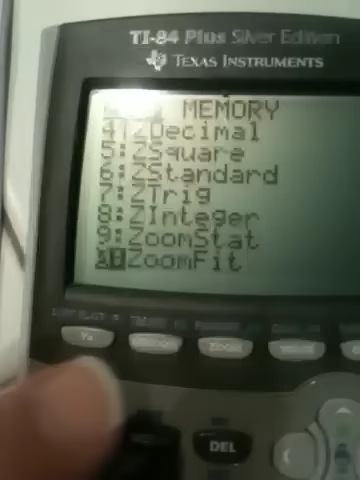 TI-84 Plus Silver Edition
TEXAS INSTRUMENTS
MEMORY
4↑ZDecimal
5:ZSquare
6:ZStandard
7:ZTrig
8:ZInteger
9:ZoomStat
ZoomFit
Y=
ZOOM
DEL